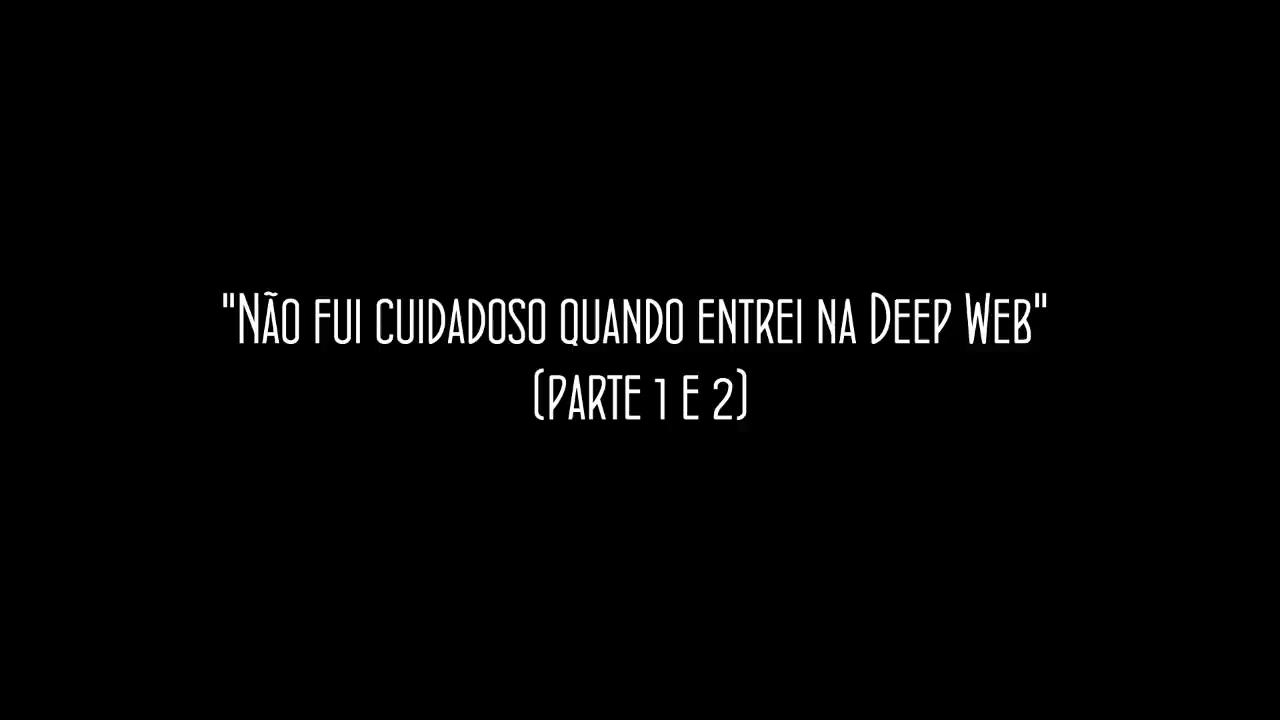 "Não fui cuidadoso quando entrei na Deep Web"
(parte 1 e 2)